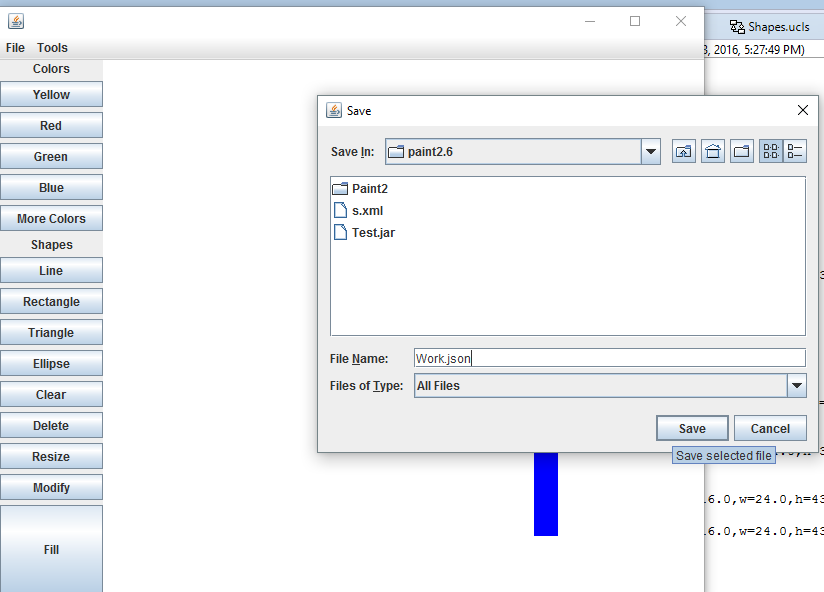 File Tools
Colors
Yellow
Red
Green
Blue
More Colors
Shapes
Line
Rectangle
Triangle
Ellipse
Clear
Delete
Resize
Modify
Fill
Save
Save In: paint2.6
Paint2
s.xml
Test.jar
File Name: Work.json
Files of Type: All Files
Save Cancel
Save selected file
Shapes.ucls
, 2016, 5:27:49 PM)
6.0,w=24.0,h=43
6.0,w=24.0,h=43